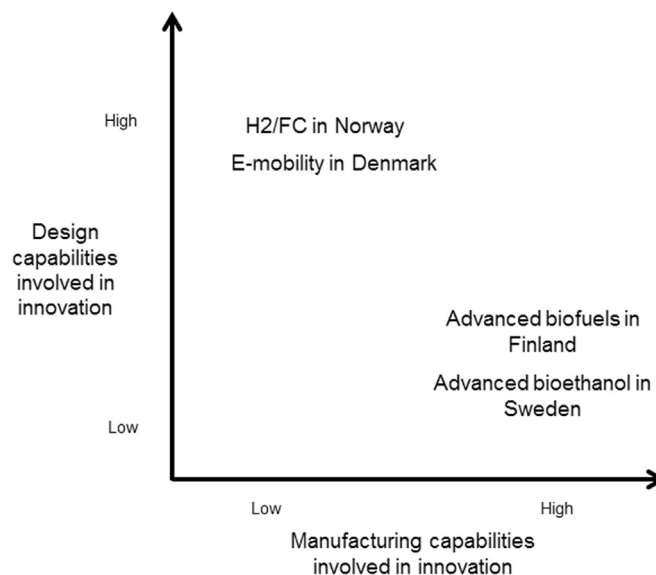 High
H2/FC in Norway
E-mobility in Denmark
Design
capabilities
involved in
innovation
Advanced biofuels in
Finland
Advanced bioethanol in
Sweden
Low
Low
High
Manufacturing capabilities
involved in innovation